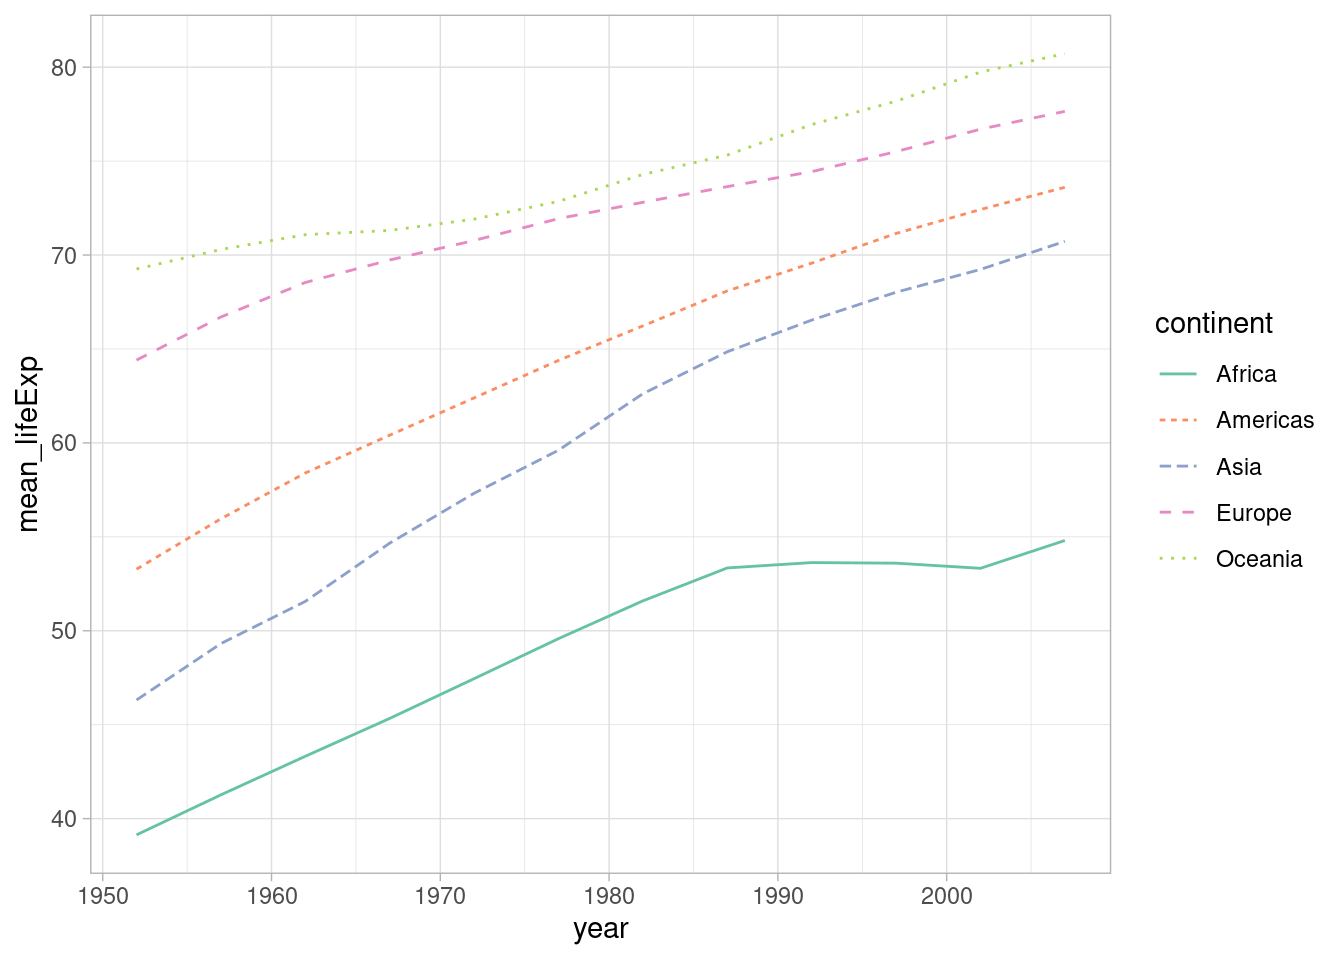 80
70
60
50
40
mean_lifeExp
1950 1960 1970 1980 1990 2000
year
continent
Africa
Americas
Asia
Europe
Oceania